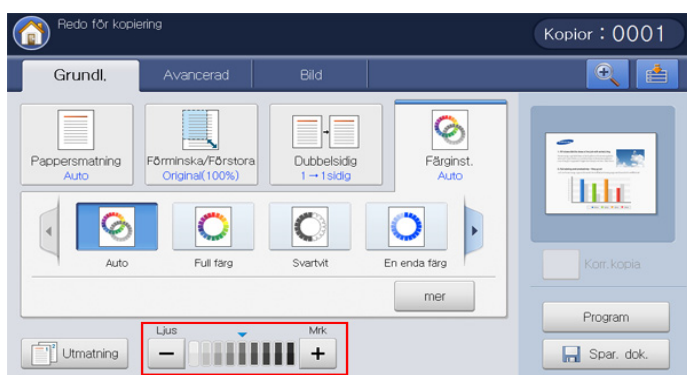 Redo för kopiering
Kopior : 0001
Grundl.
Avancerad
Bild
Pappersmatning
Auto
Förminska/Förstora
Original(100%)
Dubbelsidig
1 → 1sidig
Färginst.
Auto
Auto
Full färg
Svartvit
En enda färg
mer
Korr.kopia
Utmatning
Ljus
Mrk
Program
Spar. dok.